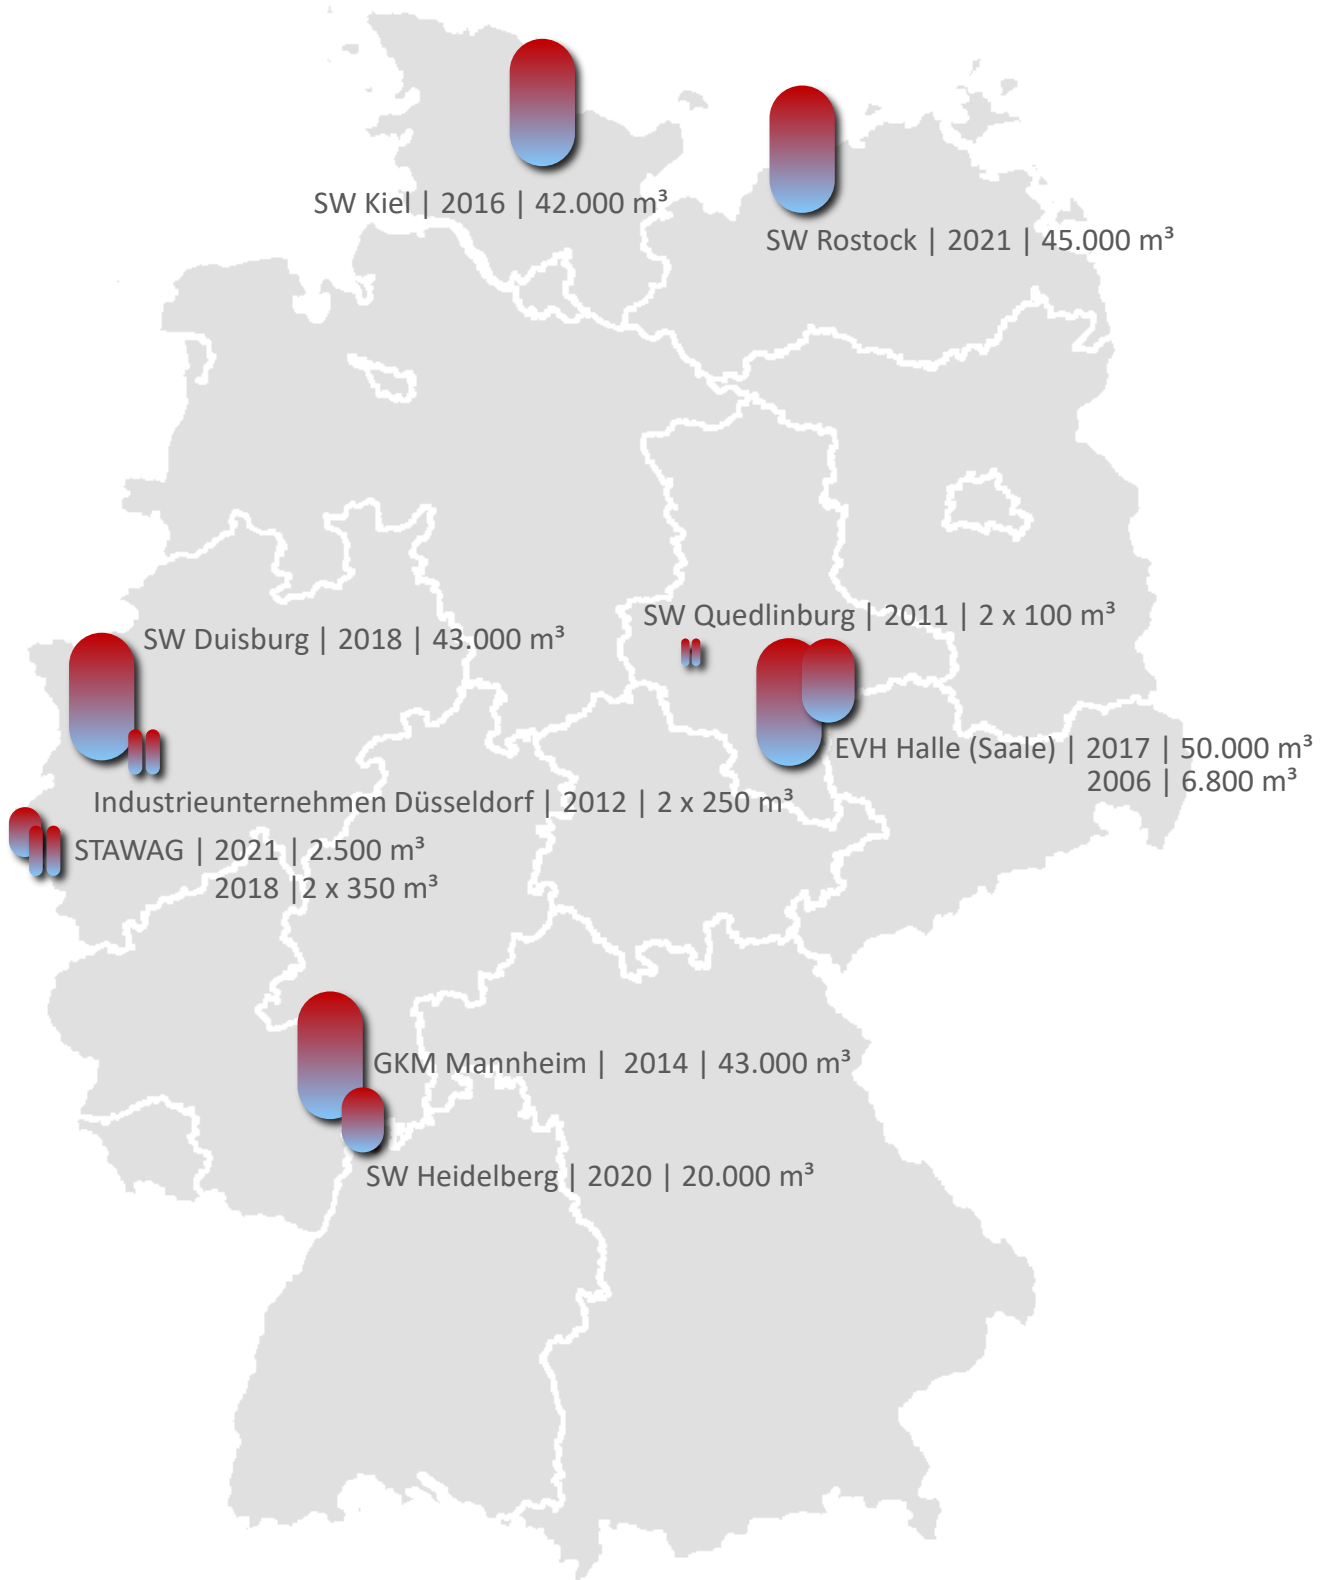 SW Kiel | 2016 | 42.000 m³
SW Rostock | 2021 | 45.000 m³
SW Quedlinburg | 2011 | 2 x 100 m³
SW Duisburg | 2018 | 43.000 m³
EVH Halle (Saale) | 2017 | 50.000 m³
2006 | 6.800 m³
Industrieunternehmen Düsseldorf | 2012 | 2 x 250 m³
STAWAG | 2021 | 2.500 m³
2018 |2 x 350 m³
GKM Mannheim | 2014 | 43.000 m³
SW Heidelberg | 2020 | 20.000 m³